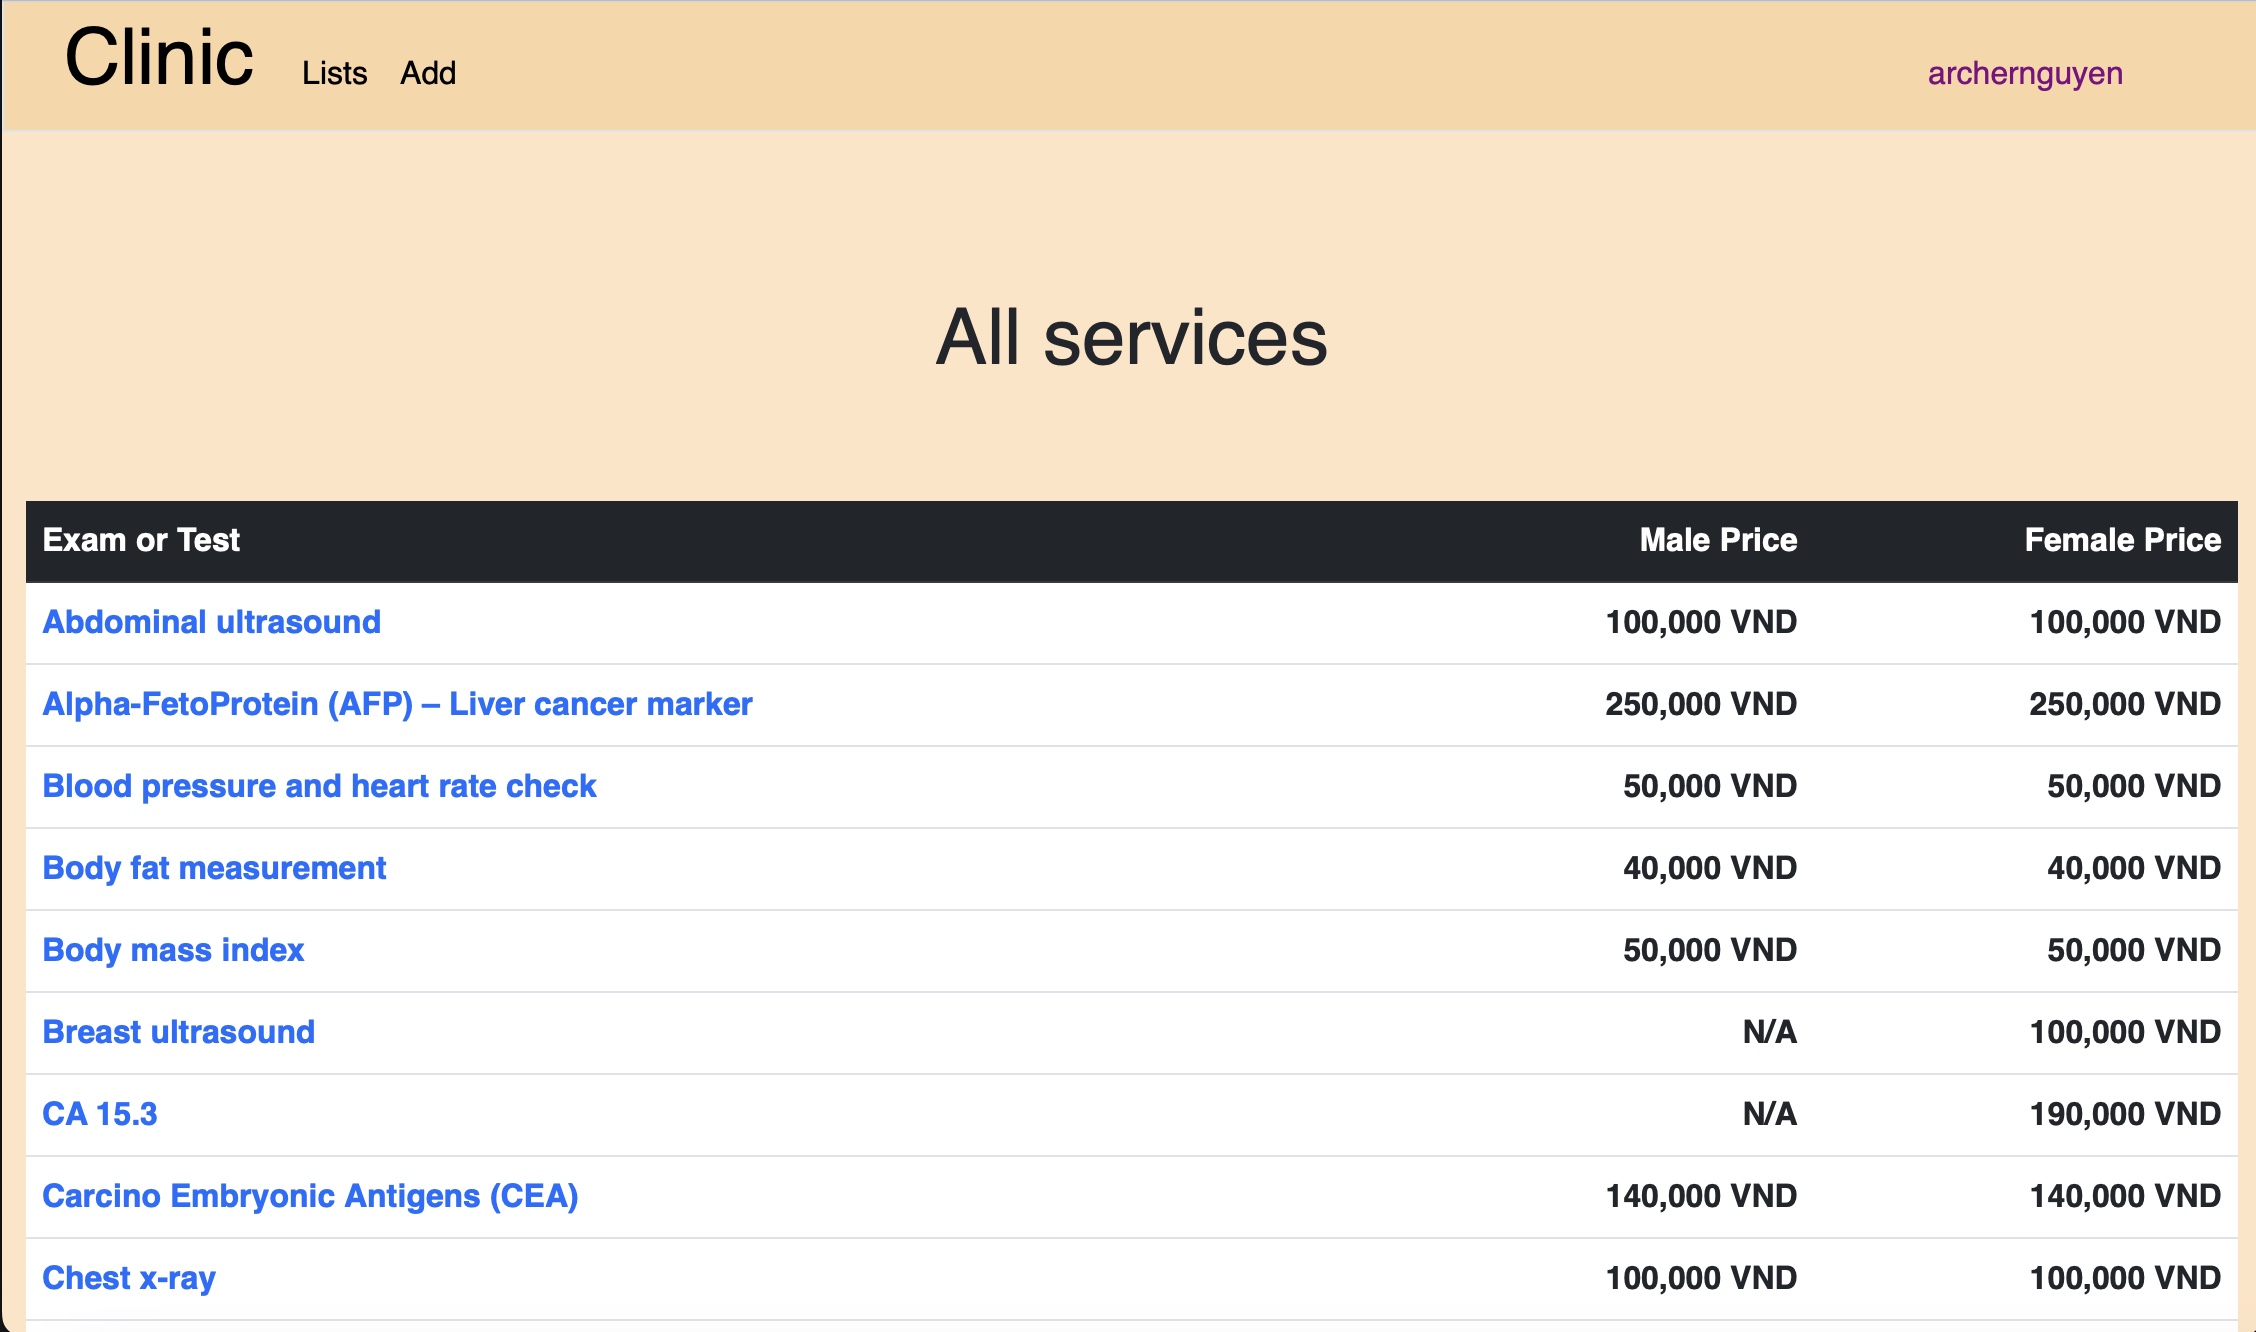 Clinic Lists Add archernguyen
All services
Exam or Test Male Price Female Price
Abdominal ultrasound 100,000 VND 100,000 VND
Alpha-FetoProtein (AFP) – Liver cancer marker 250,000 VND 250,000 VND
Blood pressure and heart rate check 50,000 VND 50,000 VND
Body fat measurement 40,000 VND 40,000 VND
Body mass index 50,000 VND 50,000 VND
Breast ultrasound N/A 100,000 VND
CA 15.3 N/A 190,000 VND
Carcino Embryonic Antigens (CEA) 140,000 VND 140,000 VND
Chest x-ray 100,000 VND 100,000 VND